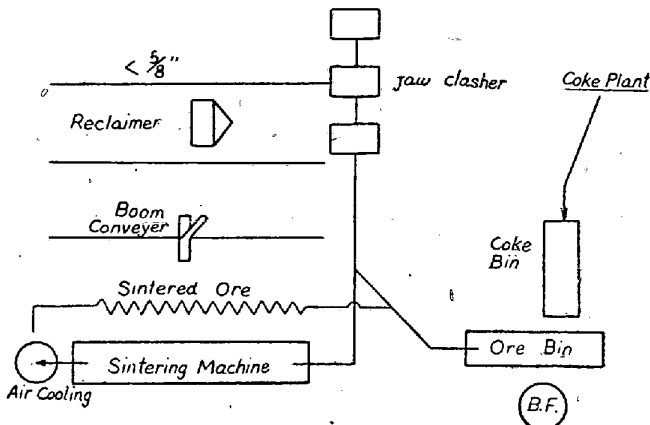 < 5/8"
Jaw clasher
Coke Plant
Reclaimer
Boom
Conveyer
Coke
Bin
Sintered Ore
Ore Bin
Sintering Machine
Air Cooling
B.F.